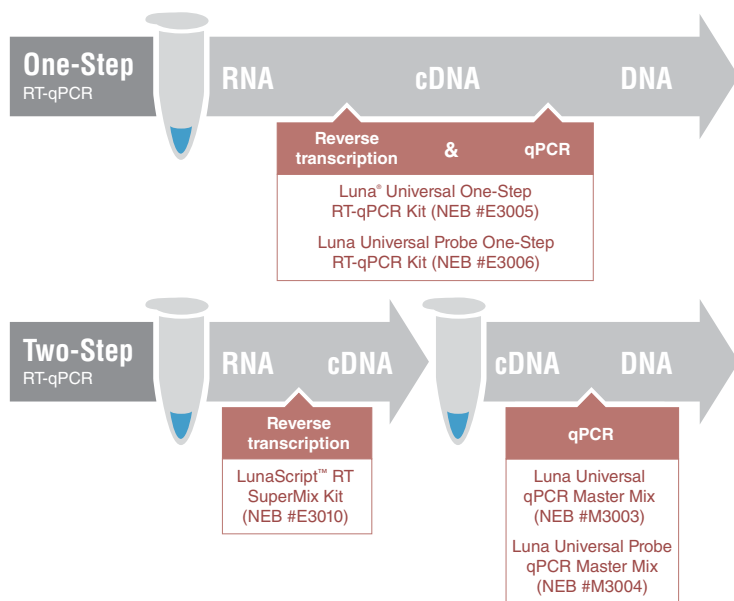 One-Step
RT-qPCR
RNA
cDNA
DNA
Reverse
transcription
&
qPCR
Luna® Universal One-Step
RT-qPCR Kit (NEB #E3005)
Luna Universal Probe One-Step
RT-qPCR Kit (NEB #E3006)
Two-Step
RT-qPCR
RNA
cDNA
cDNA
DNA
Reverse
transcription
LunaScript™ RT
SuperMix Kit
(NEB #E3010)
qPCR
Luna Universal
qPCR Master Mix
(NEB #M3003)
Luna Universal Probe
qPCR Master Mix
(NEB #M3004)